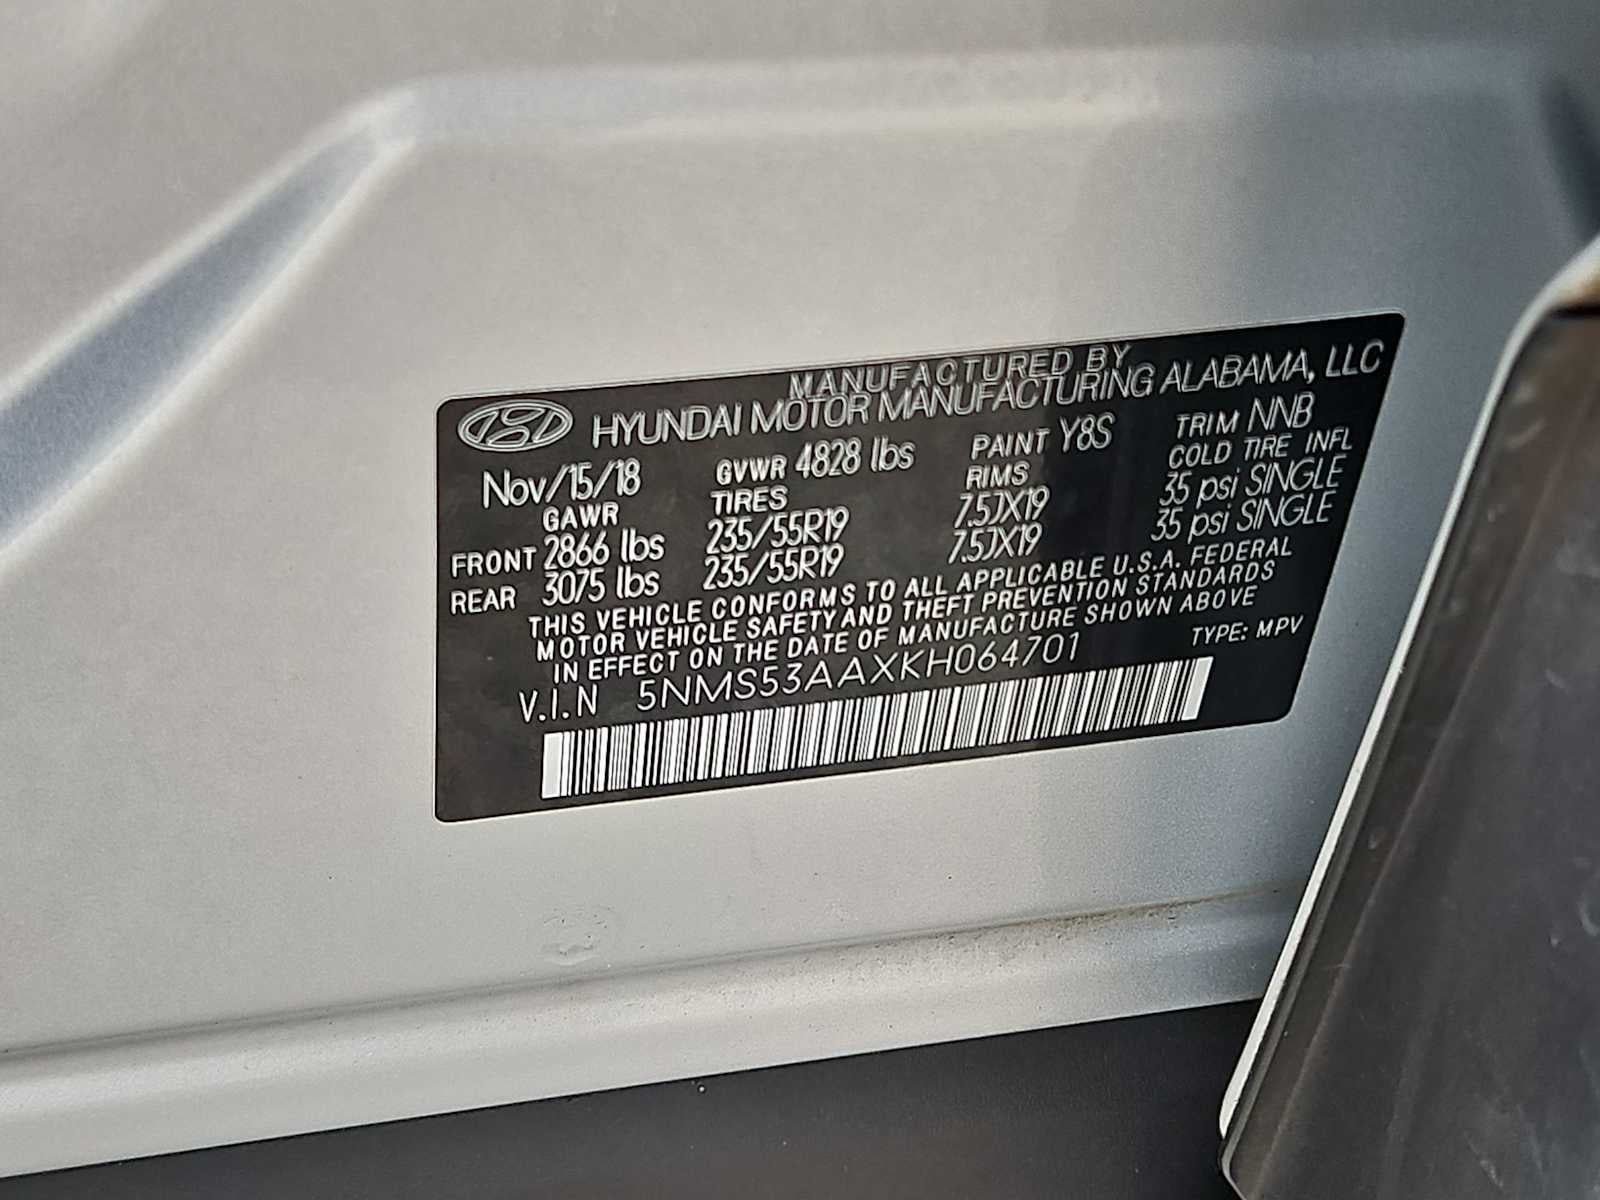 MANUFACTURED BY
HYUNDAI MOTOR MANUFACTURING ALABAMA, LLC
Nov/15/18 GVWR 4828 lbs PAINT Y8S TRIM NNB
GAWR TIRES RIMS COLD TIRE INFL
FRONT 2866 lbs 235/55R19 7.5JX19 35 psi SINGLE
REAR 3075 lbs 235/55R19 7.5JX19 35 psi SINGLE
THIS VEHICLE CONFORMS TO ALL APPLICABLE U.S.A. FEDERAL
MOTOR VEHICLE SAFETY AND THEFT PREVENTION STANDARDS
IN EFFECT ON THE DATE OF MANUFACTURE SHOWN ABOVE
V.I.N 5NMS53AAXKH064701 TYPE: MPV